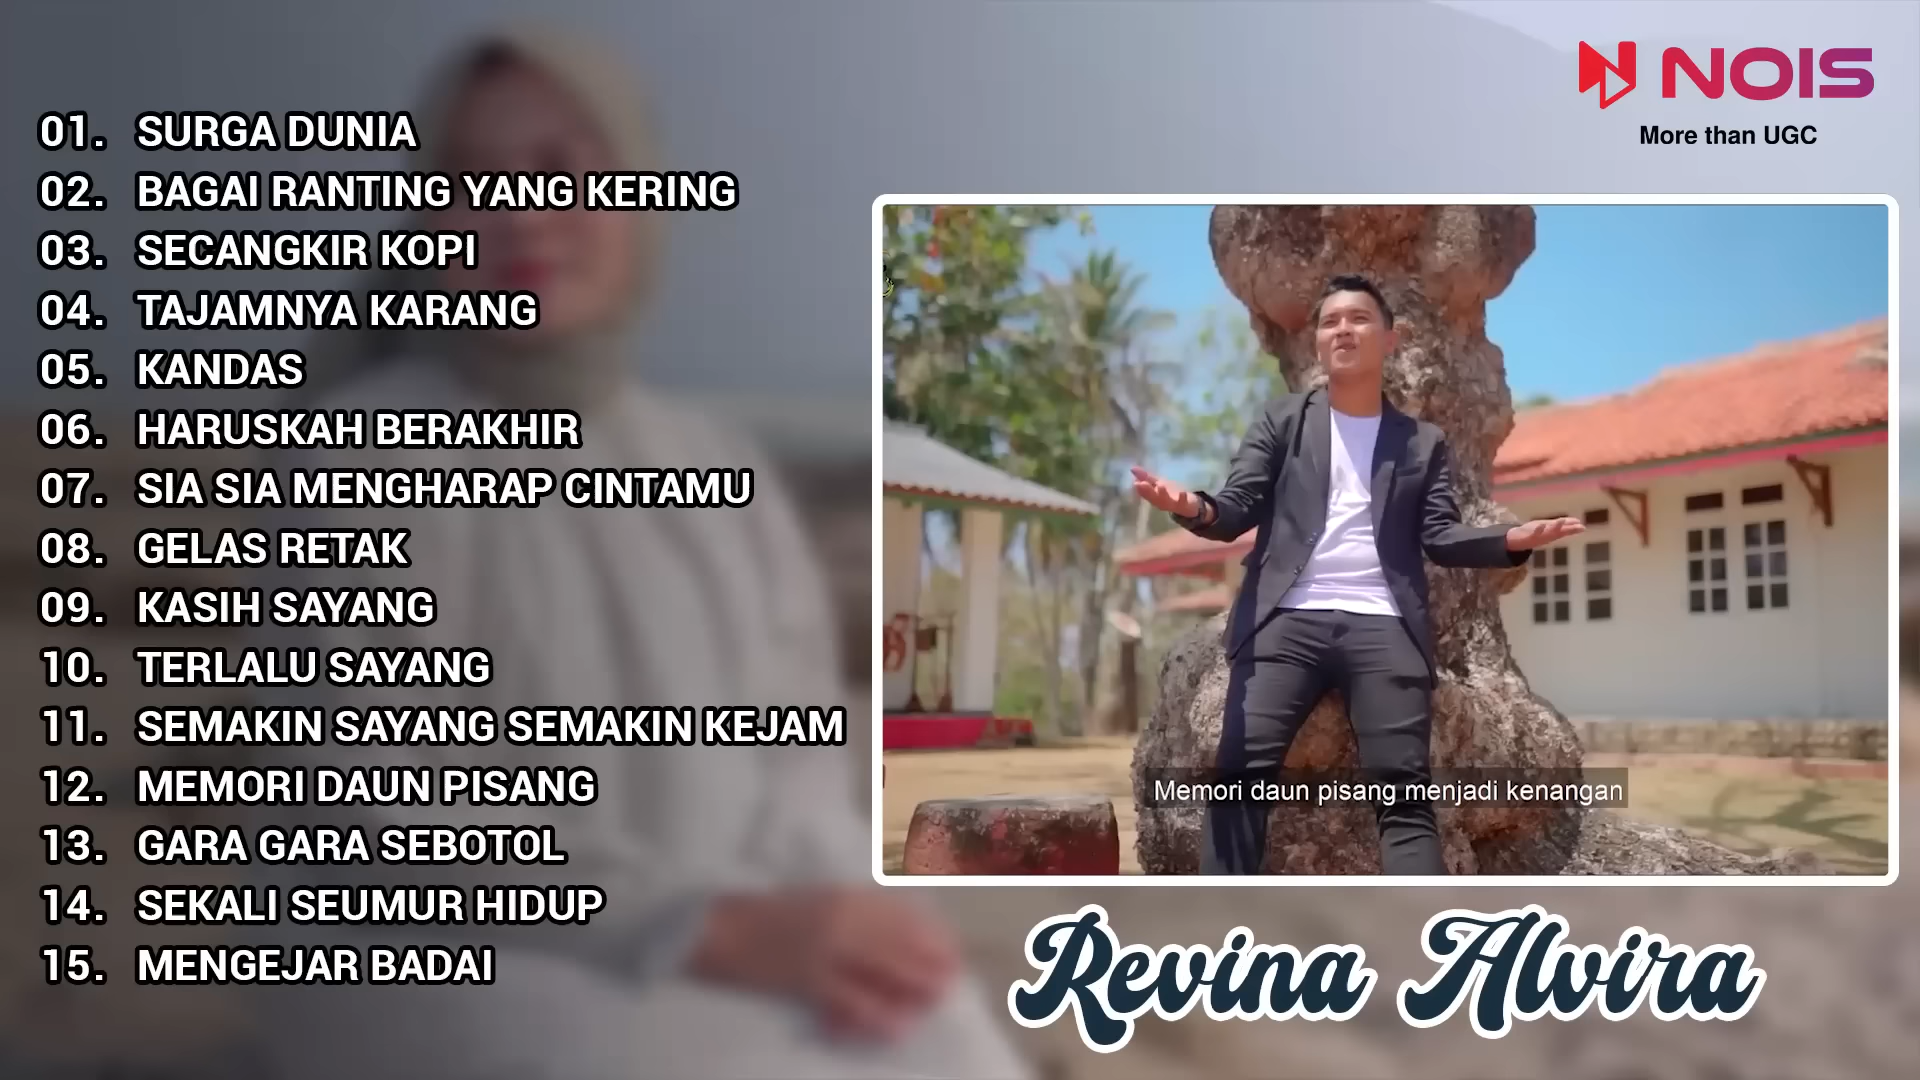 NOIS
More than UGC
01. SURGA DUNIA
02. BAGAI RANTING YANG KERING
03. SECANGKIR KOPI
04. TAJAMNYA KARANG
05. KANDAS
06. HARUSKAH BERAKHIR
07. SIA SIA MENGHARAP CINTAMU
08. GELAS RETAK
09. KASIH SAYANG
10. TERLALU SAYANG
11. SEMAKIN SAYANG SEMAKIN KEJAM
12. MEMORI DAUN PISANG
13. GARA GARA SEBOTOL
14. SEKALI SEUMUR HIDUP
15. MENGEJAR BADAI
Memori daun pisang menjadi kenangan
Revina Alvira